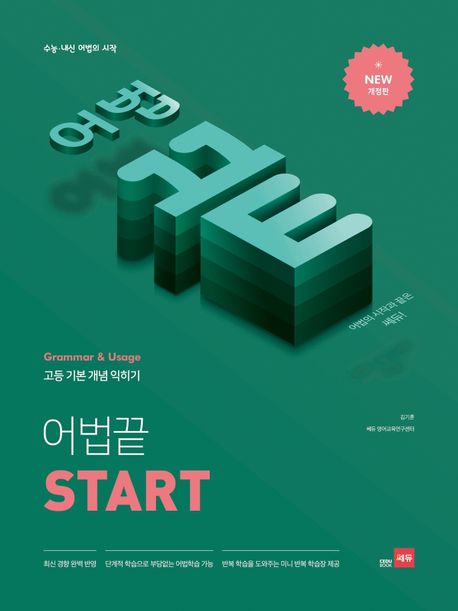 수능·내신 어법의 시작
NEW
개정판
어법
끝
어법의 시작과 끝은
쎄듀!
Grammar & Usage
고등 기본 개념 익히기
김기훈
쎄듀 영어교육연구센터
어법끝
START
최신 경향 완벽 반영
단계적 학습으로 부담없는 어법학습 가능
반복 학습을 도와주는 미니 반복 학습장 제공
CEDU
BOOK
쎄듀